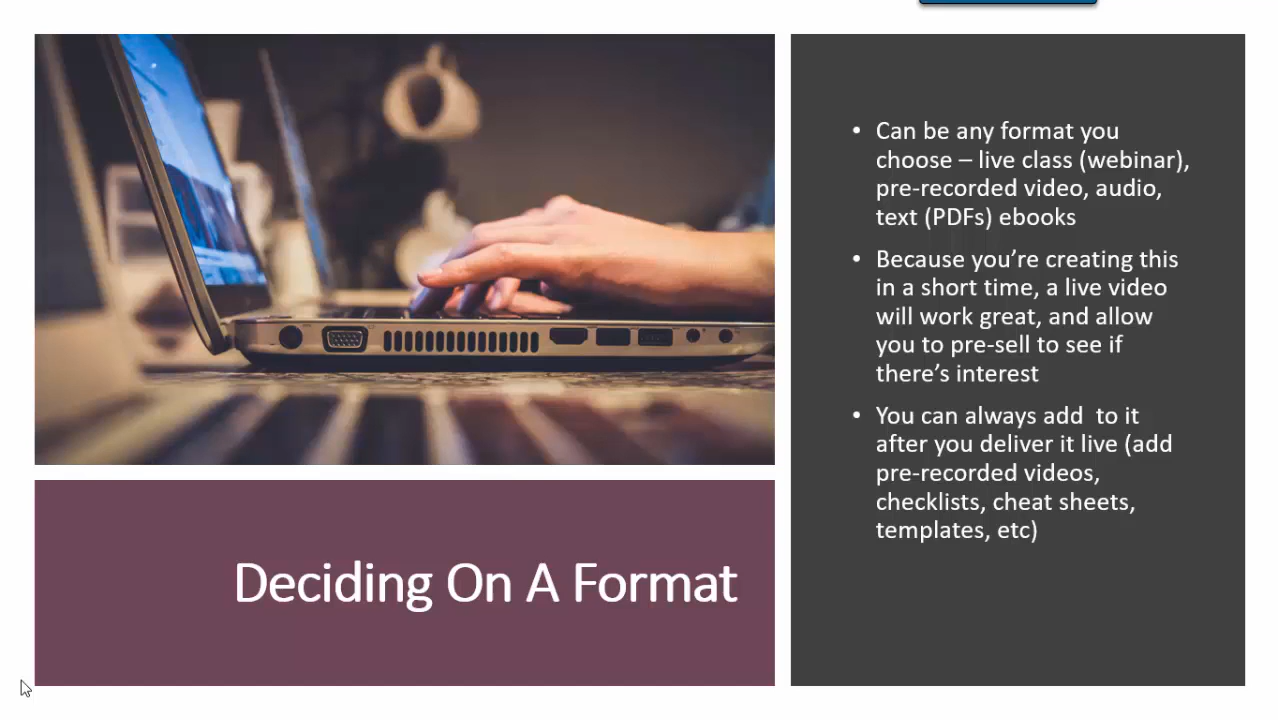 • Can be any format you
choose – live class (webinar),
pre-recorded video, audio,
text (PDFs) ebooks
• Because you’re creating this
in a short time, a live video
will work great, and allow
you to pre-sell to see if
there’s interest
• You can always add  to it
after you deliver it live (add
pre-recorded videos,
checklists, cheat sheets,
templates, etc)
Deciding On A Format